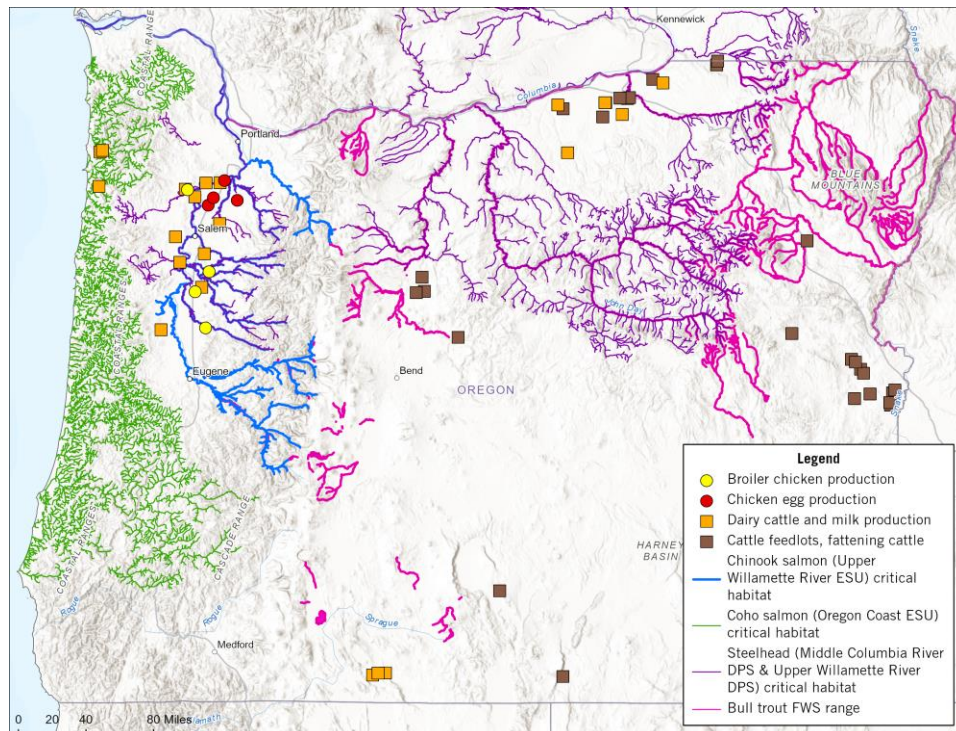 Kennewick
Snake
COASTAL RANGE
Columbia
Portland
BLUE
MOUNTAINS
Salem
COAST RANGES
John Day
Eugene
Bend
OREGON
Snake
Legend
Broiler chicken production
Chicken egg production
Dairy cattle and milk production
Cattle feedlots, fattening cattle
Chinook salmon (Upper
Willamette River ESU) critical
habitat
Coho salmon (Oregon Coast ESU)
critical habitat
Steelhead (Middle Columbia River
DPS & Upper Willamette River
DPS) critical habitat
Bull trout FWS range
HARNEY
BASIN
COASTAL RANGES
CASCADE RANGE
Rogue
Rogue
Sprague
Medford
0 20 40 80 Miles